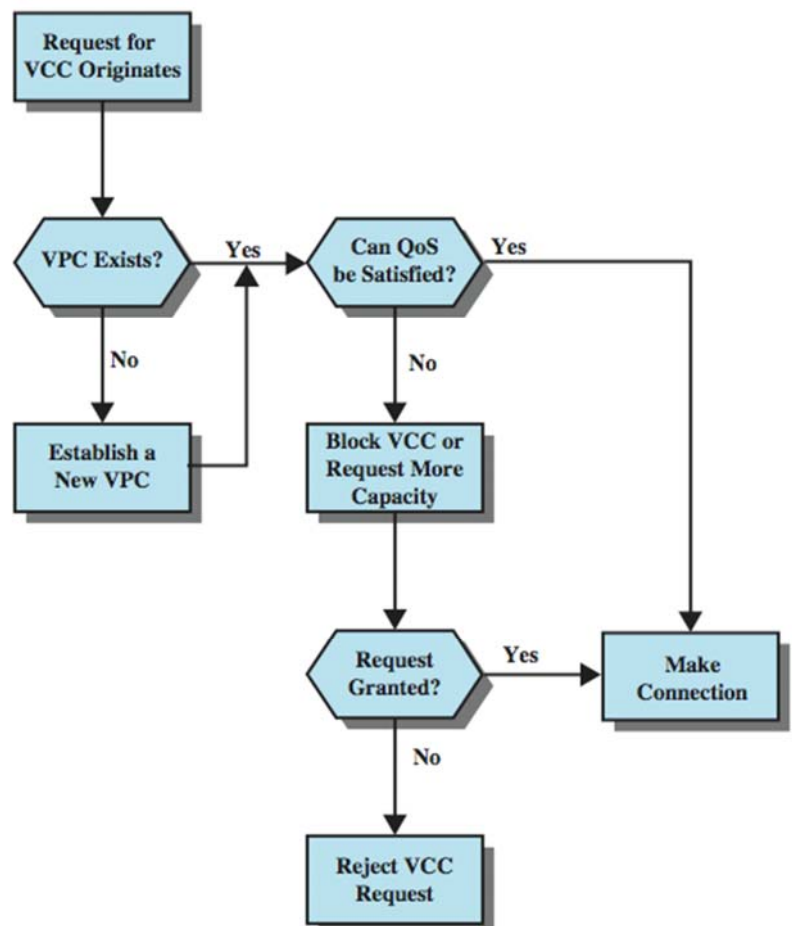 Request for
VCC Originates
VPC Exists?
Yes
Can QoS
be Satisfied?
Yes
No
No
Establish a
New VPC
Block VCC or
Request More
Capacity
Request
Granted?
Yes
Make
Connection
No
Reject VCC
Request